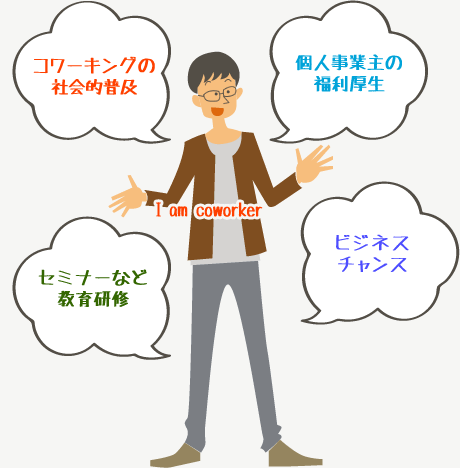 コワーキングの
社会的普及
個人事業主の
福利厚生
I am coworker
セミナーなど
教育研修
ビジネス
チャンス